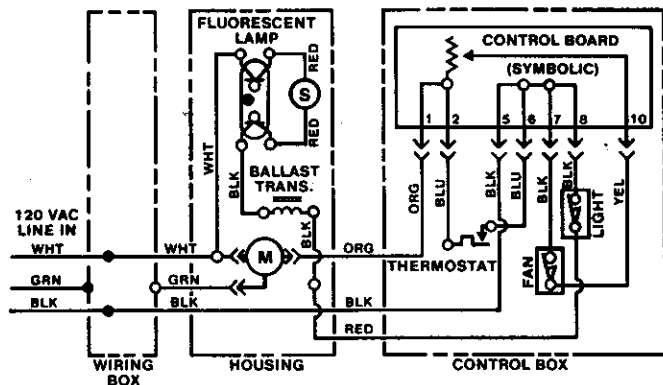 FLUORESCENT
LAMP
RED
S
RED
WHT
BLK
BALLAST
TRANS.
BLK
CONTROL BOARD
(SYMBOLIC)
1 2 5 6 7 8 10
ORG
BLU
BLK
BLU
BLK
BLK
YEL
LIGHT
THERMOSTAT
FAN
120 VAC
LINE IN
WHT WHT M ORG
GRN GRN
BLK BLK BLK
RED
WIRING
BOX
HOUSING
CONTROL BOX